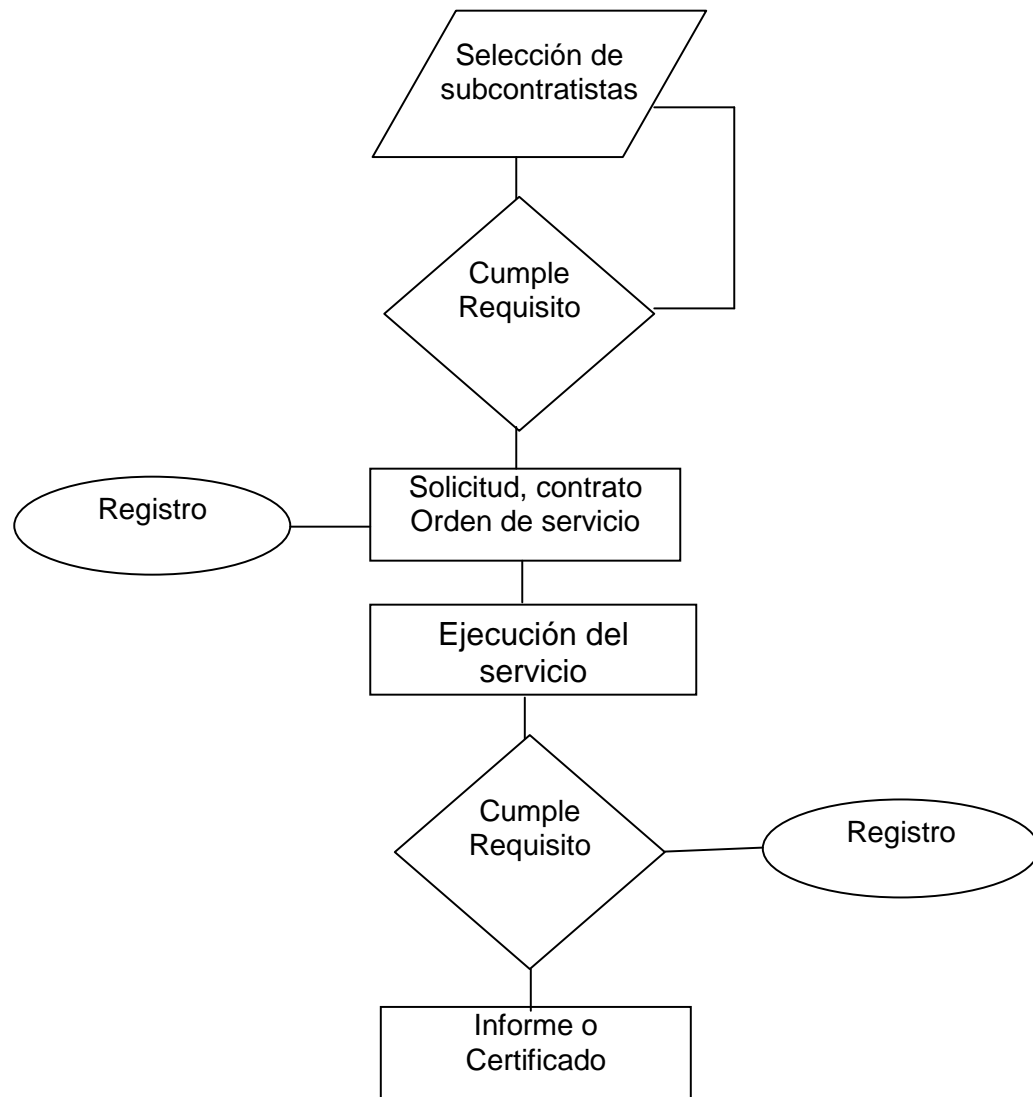 Selección de
subcontratistas
Cumple
Requisito
Solicitud, contrato
Orden de servicio
Registro
Ejecución del
servicio
Cumple
Requisito
Registro
Informe o
Certificado